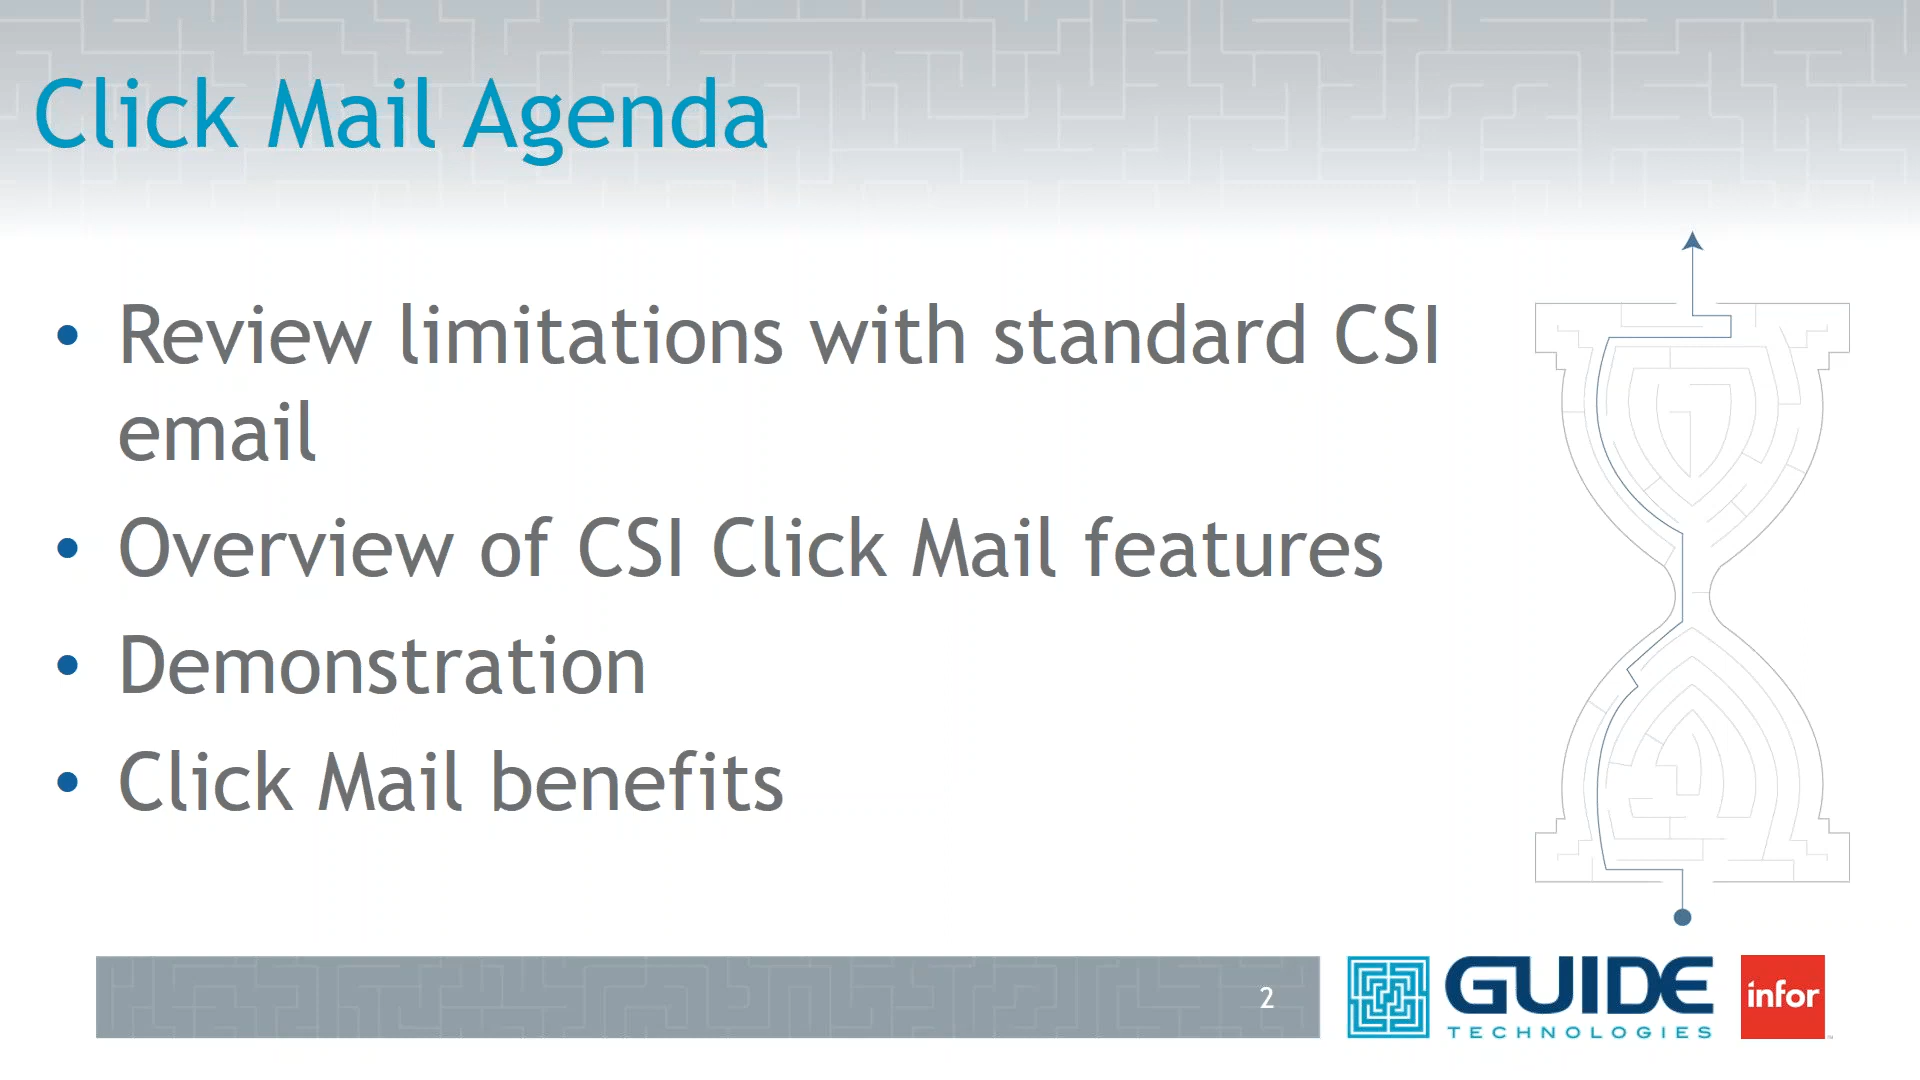 Click Mail Agenda
• Review limitations with standard CSI
email
• Overview of CSI Click Mail features
• Demonstration
• Click Mail benefits
2
GUIDE
TECHNOLOGIES
infor